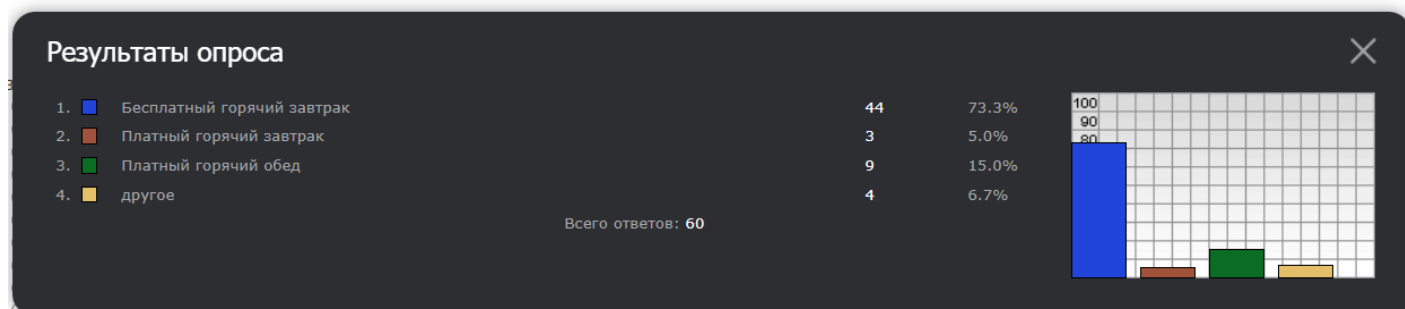 Результаты опроса
1. Бесплатный горячий завтрак 44 73.3%
2. Платный горячий завтрак 3 5.0%
3. Платный горячий обед 9 15.0%
4. другое 4 6.7%
Всего ответов: 60
100
90
80